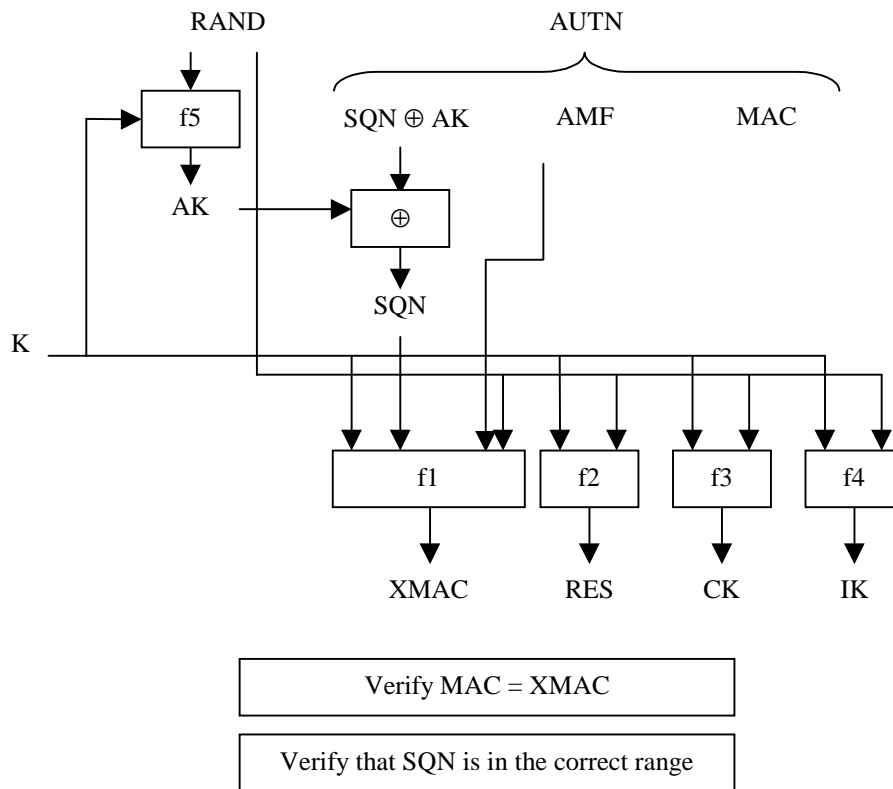 RAND AUTN
f5 SQN ⊕ AK AMF MAC
AK ⊕
SQN
K
f1 f2 f3 f4
XMAC RES CK IK
Verify MAC = XMAC
Verify that SQN is in the correct range